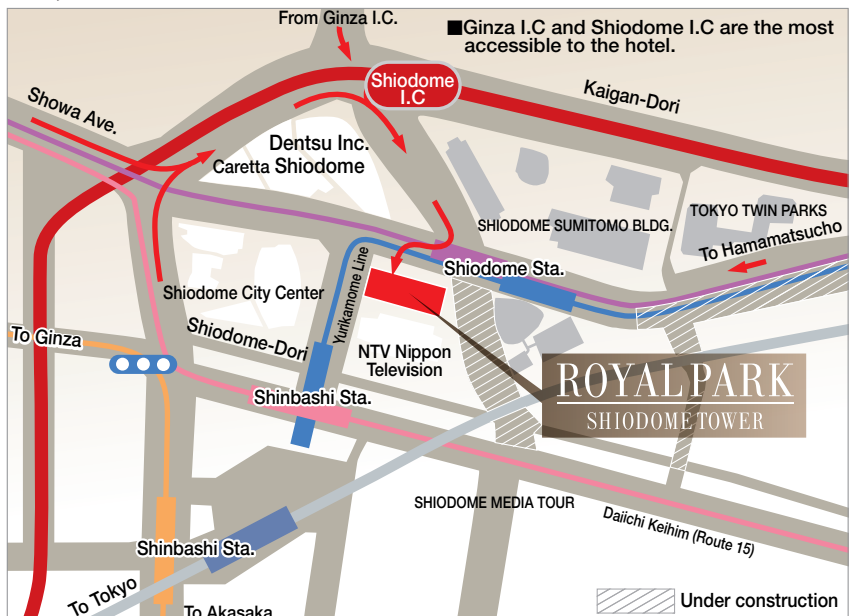 From Ginza I.C.
■Ginza I.C and Shiodome I.C are the most
accessible to the hotel.
Shiodome
I.C
Kaigan-Dori
Showa Ave.
Dentsu Inc.
Caretta Shiodome
SHIODOME SUMITOMO BLDG.
TOKYO TWIN PARKS
To Hamamatsucho
Shiodome Sta.
Yurikamome Line
Shiodome City Center
Shiodome-Dori
To Ginza
NTV Nippon
Television
ROYAL PARK
SHIODOME TOWER
Shinbashi Sta.
SHIODOME MEDIA TOUR
Daiichi Keihim (Route 15)
Shinbashi Sta.
To Tokyo
To Akasaka
Under construction